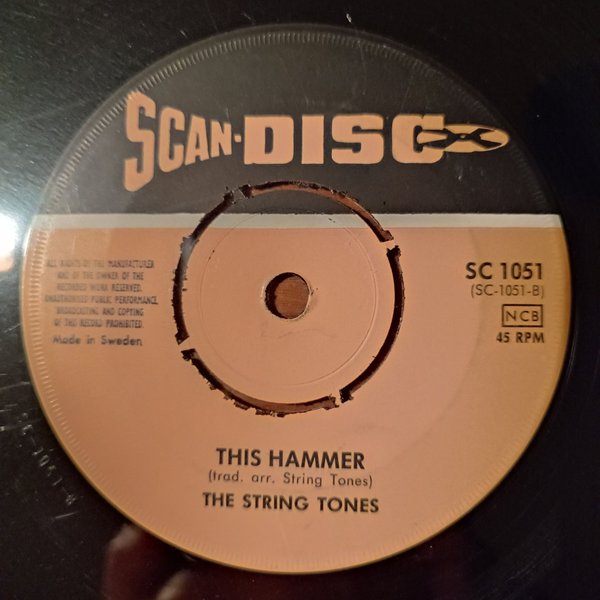 SCAN-DISC
ALL RIGHTS OF THE MANUFACTURER
AND OF THE OWNER OF THE
RECORDED WORK RESERVED.
UNAUTHORISED PUBLIC PERFORMANCE,
BROADCASTING AND COPYING
OF THIS RECORD PROHIBITED.
Made in Sweden
SC 1051
(SC-1051-B)
NCB
45 RPM
THIS HAMMER
(trad. arr. String Tones)
THE STRING TONES